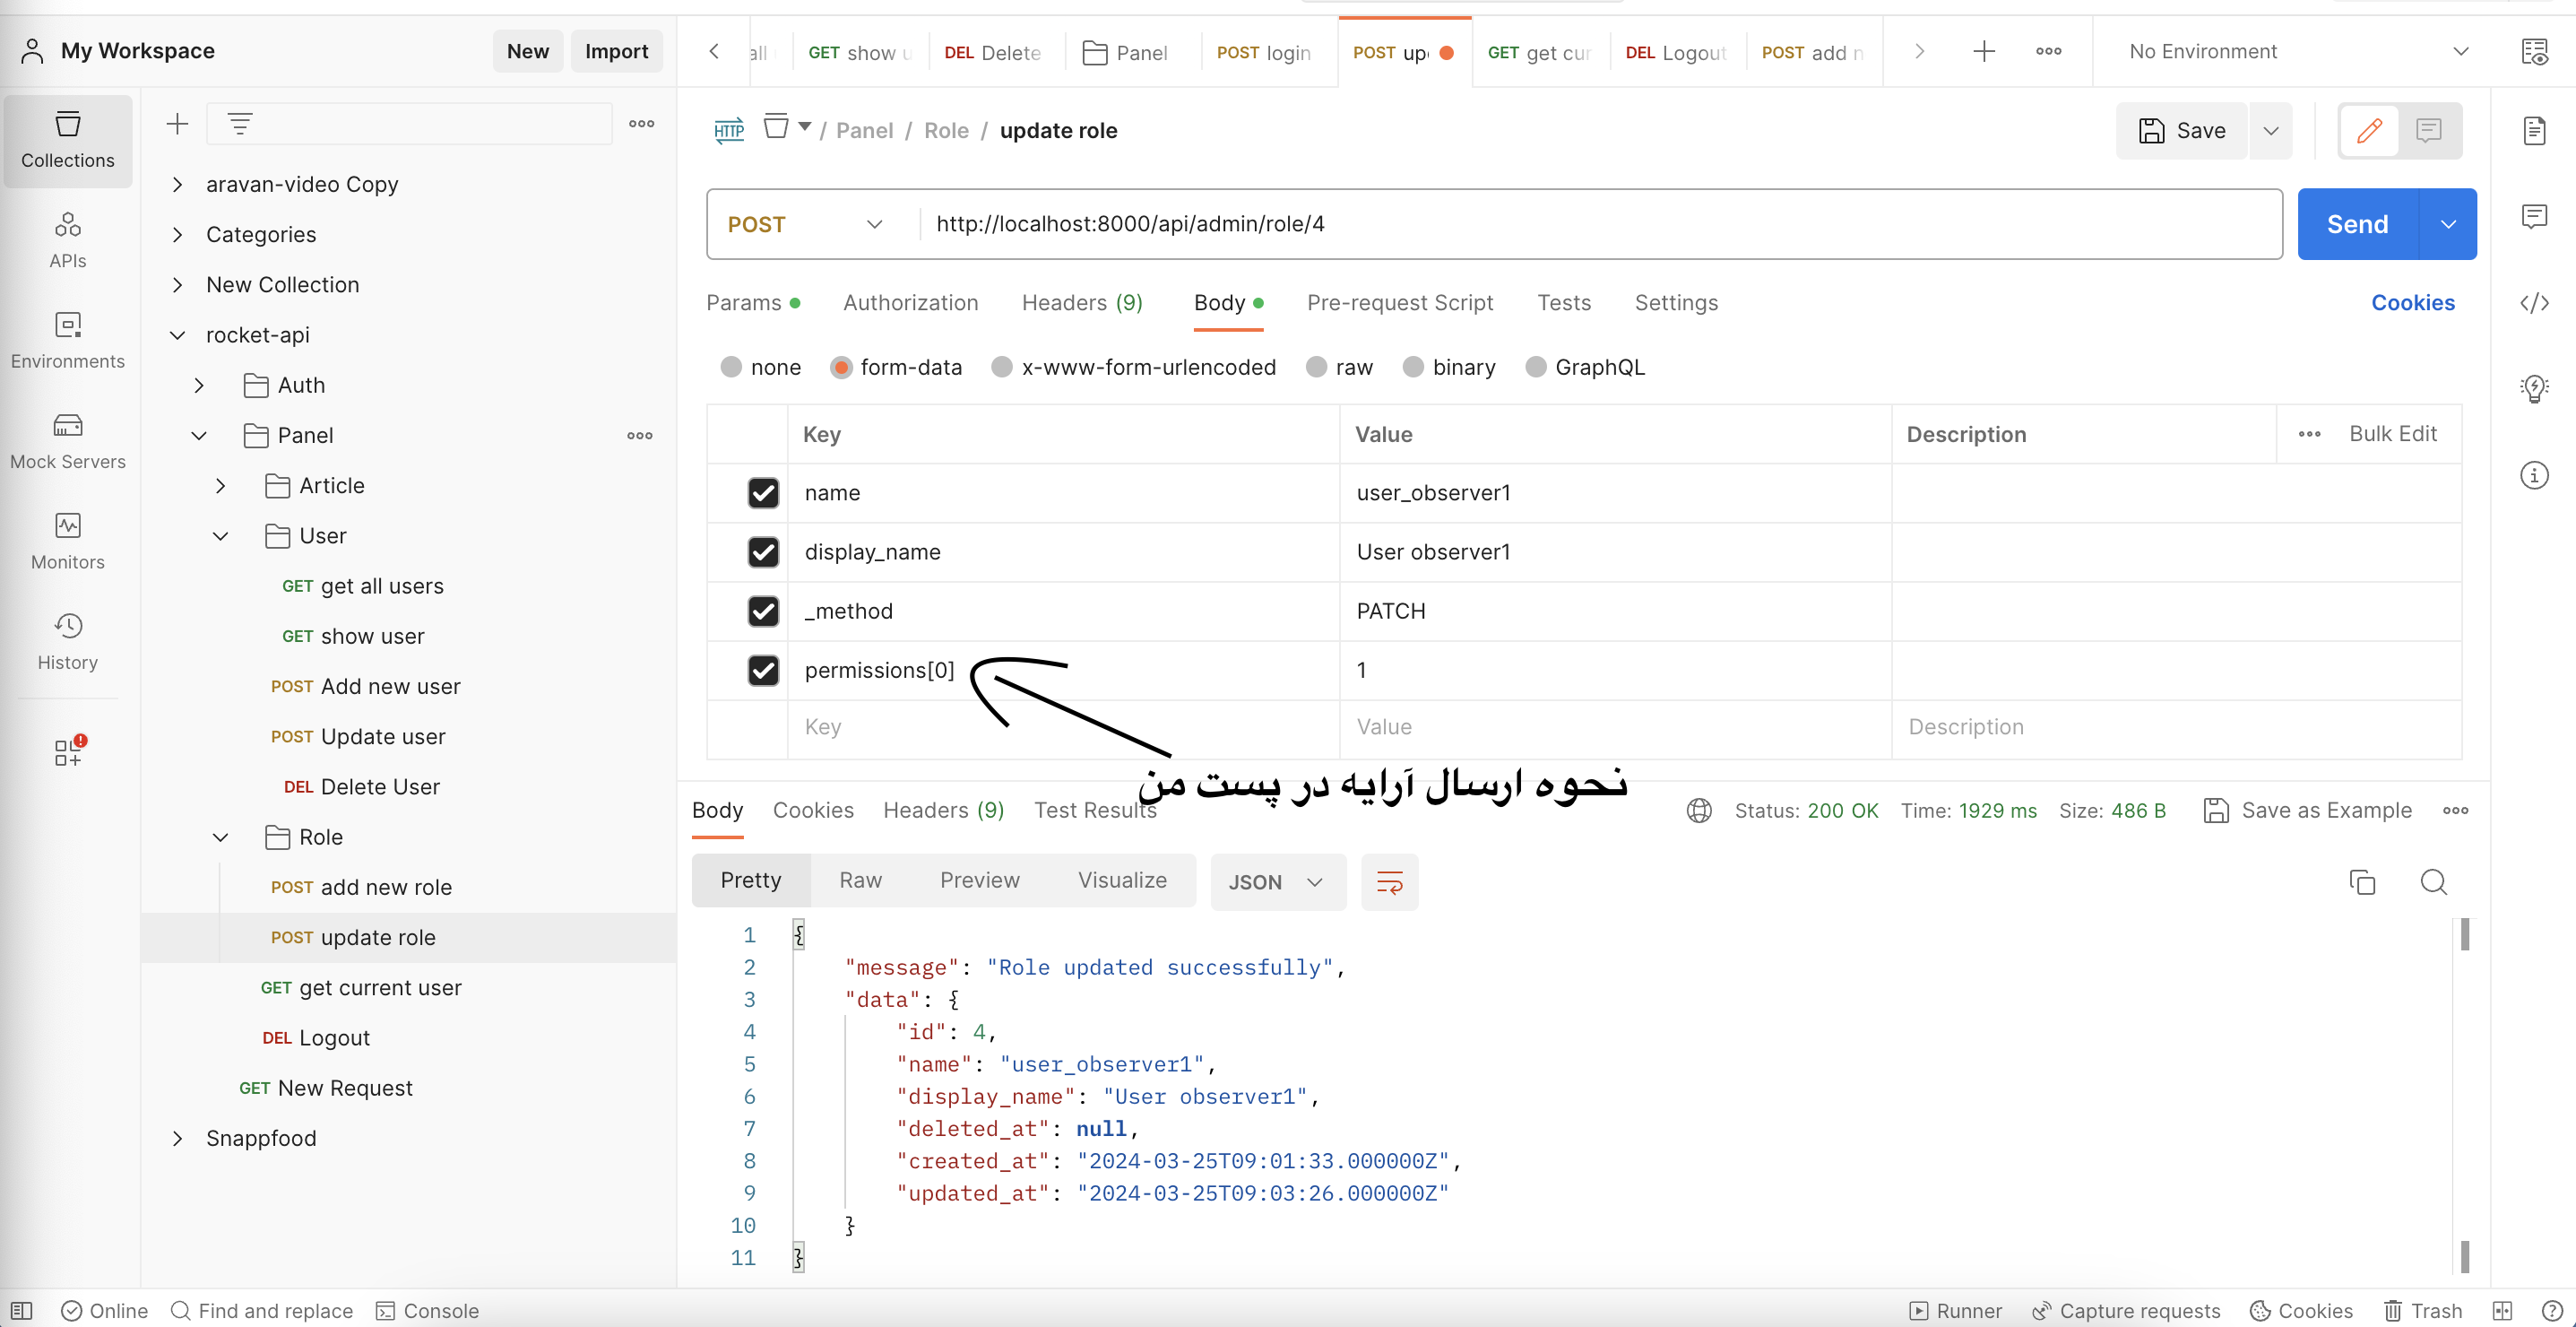 My Workspace
New
Import
all
GET show u
DEL Delete
Panel
POST login
POST up
GET get cur
DEL Logout
POST add n
No Environment
Collections
APIs
Environments
Mock Servers
Monitors
History
aravan-video Copy
Categories
New Collection
rocket-api
Auth
Panel
Article
User
GET get all users
GET show user
POST Add new user
POST Update user
DEL Delete User
Role
POST add new role
POST update role
GET get current user
DEL Logout
GET New Request
Snappfood
HTTP / Panel / Role / update role
Save
POST http://localhost:8000/api/admin/role/4
Send
Params Authorization Headers (9) Body Pre-request Script Tests Settings Cookies
none form-data x-www-form-urlencoded raw binary GraphQL
Key Value Description Bulk Edit
name user_observer1
display_name User observer1
_method PATCH
permissions[0] 1
Key Value Description
نحوه ارسال آرایه در پست من
Body Cookies Headers (9) Test Results Status: 200 OK Time: 1929 ms Size: 486 B Save as Example
Pretty Raw Preview Visualize JSON
1 {
2 "message": "Role updated successfully",
3 "data": {
4 "id": 4,
5 "name": "user_observer1",
6 "display_name": "User observer1",
7 "deleted_at": null,
8 "created_at": "2024-03-25T09:01:33.000000Z",
9 "updated_at": "2024-03-25T09:03:26.000000Z"
10 }
11 }
Online Find and replace Console Runner Capture requests Cookies Trash